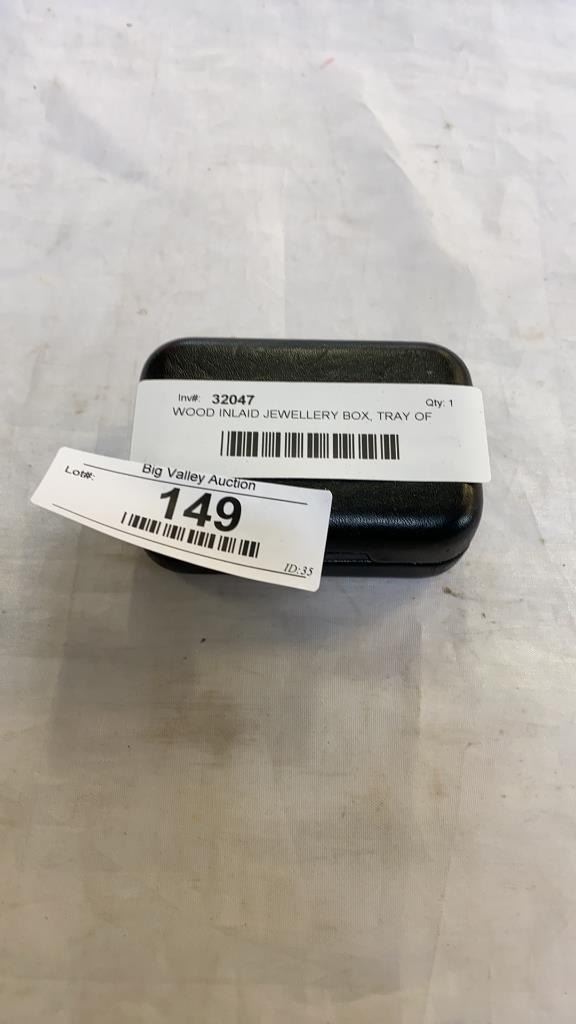 Inv#: 32047 Qty: 1
WOOD INLAID JEWELLERY BOX, TRAY OF
Lot#: Big Valley Auction
149
ID:35